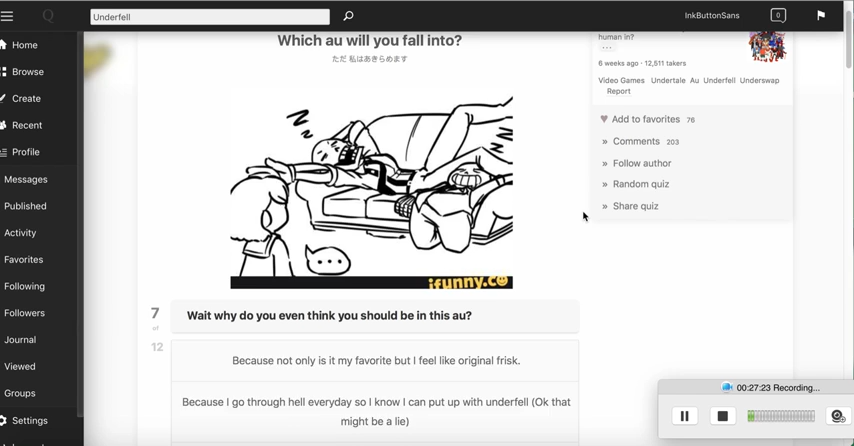 Q
Underfell
InkButtonSans
0
Home
Browse
Create
Recent
Profile
Messages
Published
Activity
Favorites
Following
Followers
Journal
Viewed
Groups
Settings
Which au will you fall into?
ただ 私はあきらめます
Z
ifunny.co
7
of
12
Wait why do you even think you should be in this au?
Because not only is it my favorite but I feel like original frisk.
Because I go through hell everyday so I know I can put up with underfell (Ok that
might be a lie)
human in?
...
6 weeks ago · 12,511 takers
Video Games Undertale Au Underfell Underswap
Report
Add to favorites 76
» Comments 203
» Follow author
» Random quiz
» Share quiz
00:27:23 Recording...